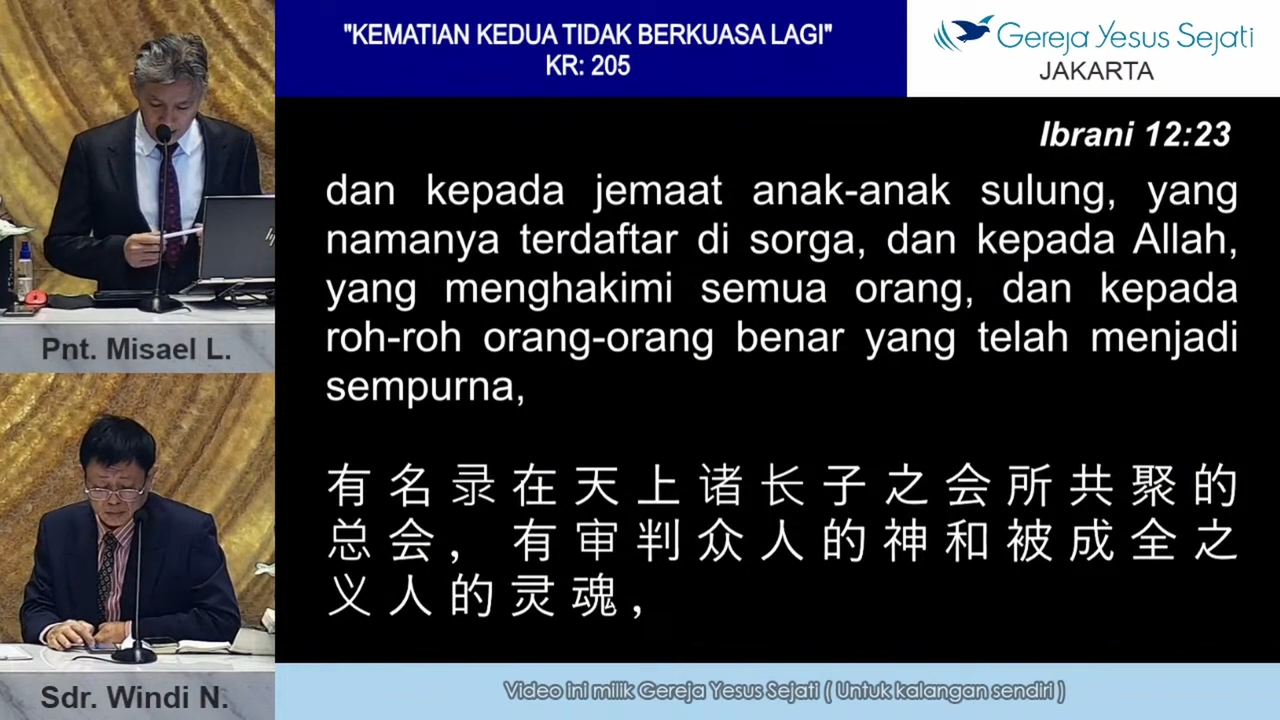 "KEMATIAN KEDUA TIDAK BERKUASA LAGI"
KR: 205
Gereja Yesus Sejati
JAKARTA
Ibrani 12:23
dan kepada jemaat anak-anak sulung, yang
namanya terdaftar di sorga, dan kepada Allah,
yang menghakimi semua orang, dan kepada
roh-roh orang-orang benar yang telah menjadi
sempurna,
有名录在天上诸长子之会所共聚的
总会，有审判众人的神和被成全之
义人的灵魂，
Pnt. Misael L.
Sdr. Windi N.
Video ini milik Gereja Yesus Sejati ( Untuk kalangan sendiri )